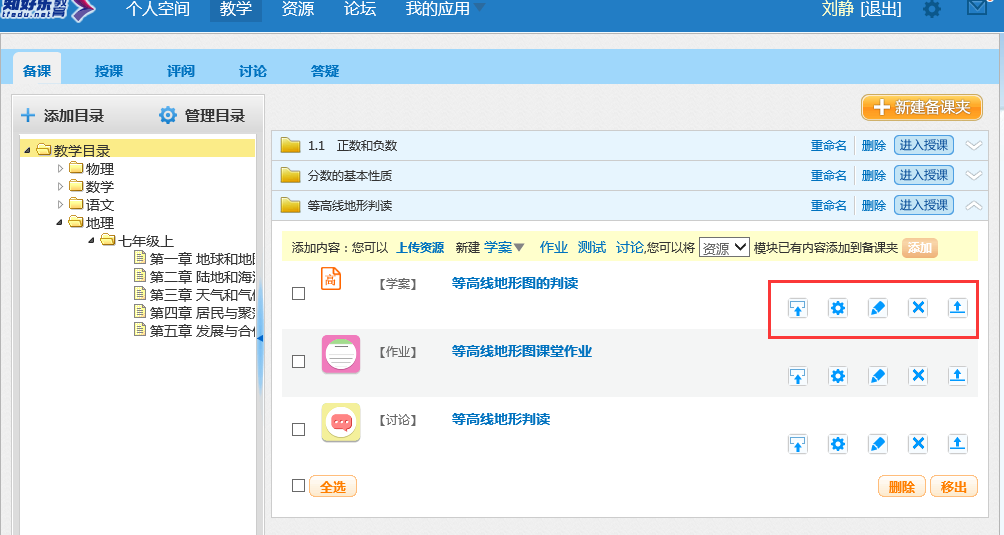 知好乐教育
tfedu.net
个人空间 教学 资源 论坛 我的应用 刘静 [退出]
备课 授课 评阅 讨论 答疑
添加目录 管理目录
新建备课夹
教学目录
物理
数学
语文
地理
七年级上
第一章 地球和地图
第二章 陆地和海
第三章 天气和气
第四章 居民与聚
第五章 发展与合
1.1 正数和负数 重命名 删除 进入授课
分数的基本性质 重命名 删除 进入授课
等高线地形判读 重命名 删除 进入授课
添加内容：您可以 上传资源 新建 学案 作业 测试 讨论,您可以将 资源 模块已有内容添加到备课夹 添加
高 【学案】 等高线地形图的判读
【作业】 等高线地形图课堂作业
【讨论】 等高线地形判读
全选 删除 移出